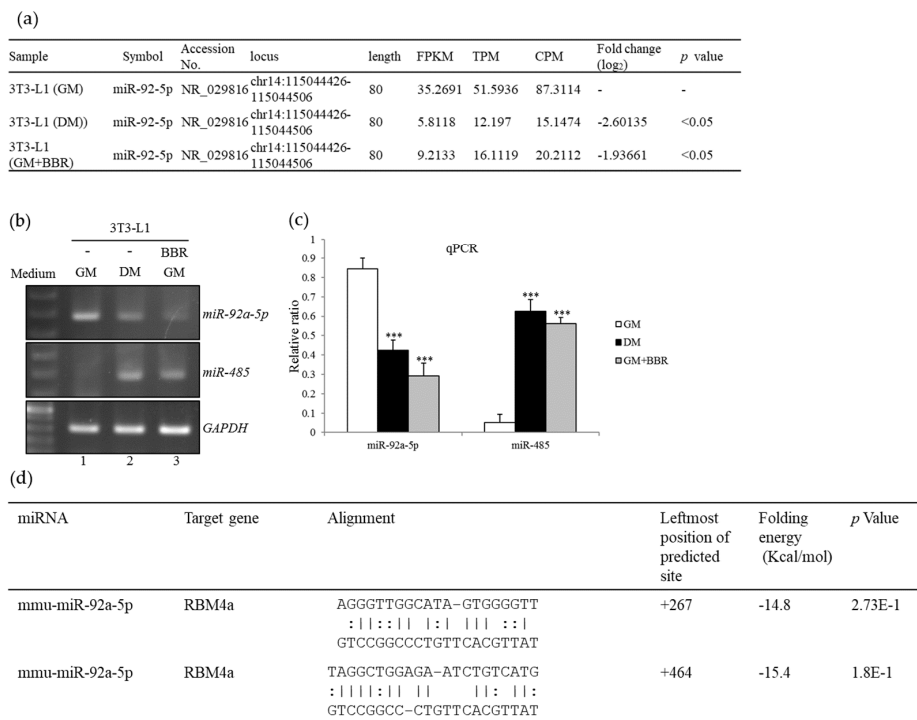 (a)
Sample Symbol Accession No. locus length FPKM TPM CPM Fold change (log2) p value
3T3-L1 (GM) miR-92-5p NR_029816 chr14:115044426-115044506 80 35.2691 51.5936 87.3114 - -
3T3-L1 (DM)) miR-92-5p NR_029816 chr14:115044426-115044506 80 5.8118 12.197 15.1474 -2.60135 <0.05
3T3-L1 (GM+BBR) miR-92-5p NR_029816 chr14:115044426-115044506 80 9.2133 16.1119 20.2112 -1.93661 <0.05
(b)
3T3-L1
- - BBR
Medium GM DM GM
miR-92a-5p
miR-485
GAPDH
1 2 3
(c)
qPCR
Relative ratio
1
0.9
0.8
0.7
0.6
0.5
0.4
0.3
0.2
0.1
0
*** *** *** ***
miR-92a-5p miR-485
GM
DM
GM+BBR
(d)
miRNA Target gene Alignment Leftmost position of predicted site Folding energy (Kcal/mol) p Value
mmu-miR-92a-5p RBM4a AGGGTTGGCATA-GTGGGGTT +267 -14.8 2.73E-1
:||::|| |:| ||| ::|
GTCCGGCCCTGTTCACGTTAT
mmu-miR-92a-5p RBM4a TAGGCTGGAGA-ATCTGTCATG +464 -15.4 1.8E-1
:||||:|| || ||: ||:
GTCCGGCC-CTGTTCACGTTAT